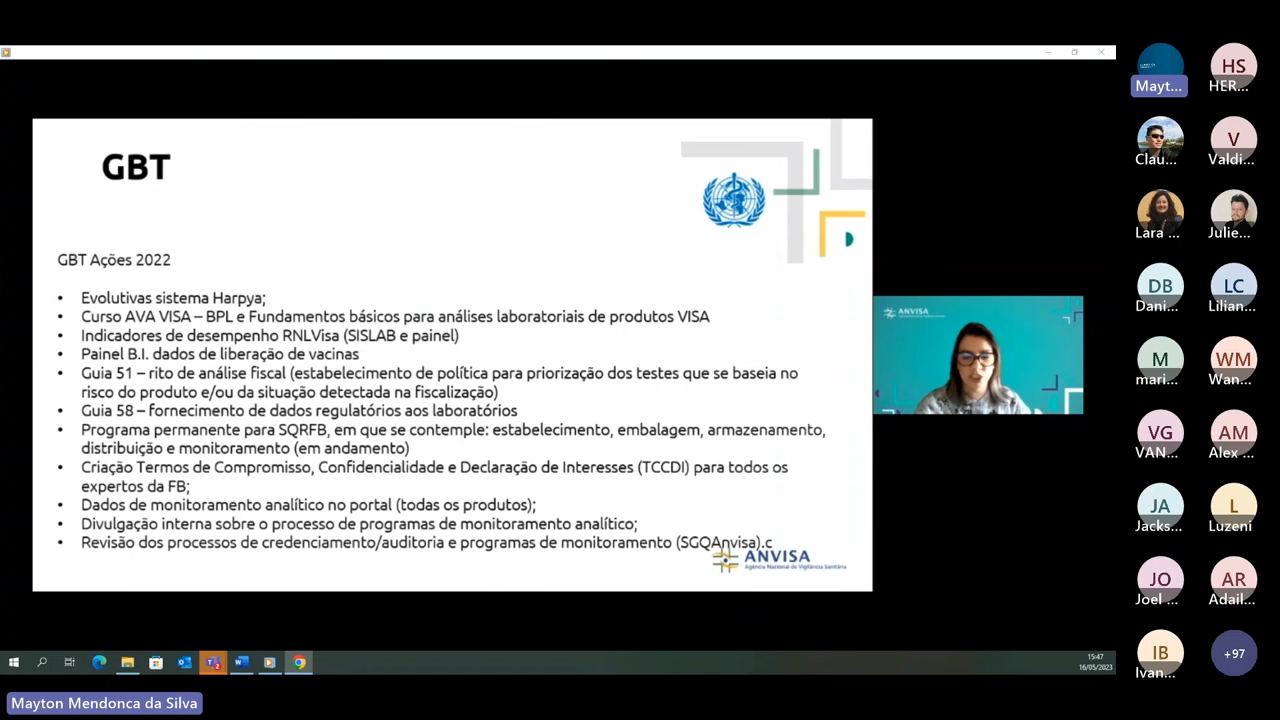 GBT
GBT Ações 2022
• Evolutivas sistema Harpya;
• Curso AVA VISA – BPL e Fundamentos básicos para análises laboratoriais de produtos VISA
• Indicadores de desempenho RNLVisa (SISLAB e painel)
• Painel B.I. dados de liberação de vacinas
• Guia 51 – rito de análise fiscal (estabelecimento de política para priorização dos testes que se baseia no
risco do produto e/ou da situação detectada na fiscalização)
• Guia 58 – fornecimento de dados regulatórios aos laboratórios
• Programa permanente para SQRFB, em que se contemple: estabelecimento, embalagem, armazenamento,
distribuição e monitoramento (em andamento)
• Criação Termos de Compromisso, Confidencialidade e Declaração de Interesses (TCCDI) para todos os
expertos da FB;
• Dados de monitoramento analítico no portal (todas os produtos);
• Divulgação interna sobre o processo de programas de monitoramento analítico;
• Revisão dos processos de credenciamento/auditoria e programas de monitoramento (SGQAnvisa).c
ANVISA
Agência Nacional de Vigilância Sanitária
ANVISA
Mayt...
HS
HER...
Clau...
V
Valdi...
Lara ...
Julie...
DB
Dani...
LC
Lilian...
M
mari...
WM
Wan...
VG
VAN...
AM
Alex ...
JA
Jacks...
L
Luzeni
JO
Joel ...
AR
Adail...
IB
Ivan...
+97
15:47
16/05/2023
Mayton Mendonca da Silva